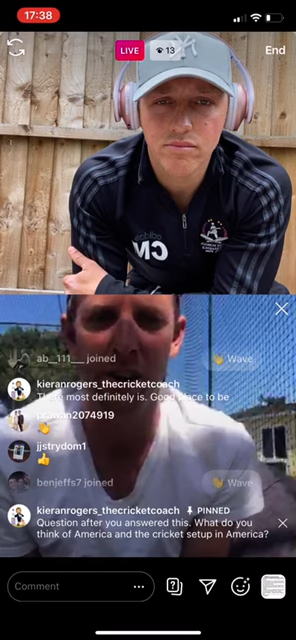 17:38
LIVE 13 End
adidas
CM
ab_111___ joined Wave
kieranrogers_thecricketcoach
There most definitely is. Good place to be
jjstrydom1
benjeffs7 joined Wave
kieranrogers_thecricketcoach PINNED
Question after you answered this. What do you
think of America and the cricket setup in America?
Comment